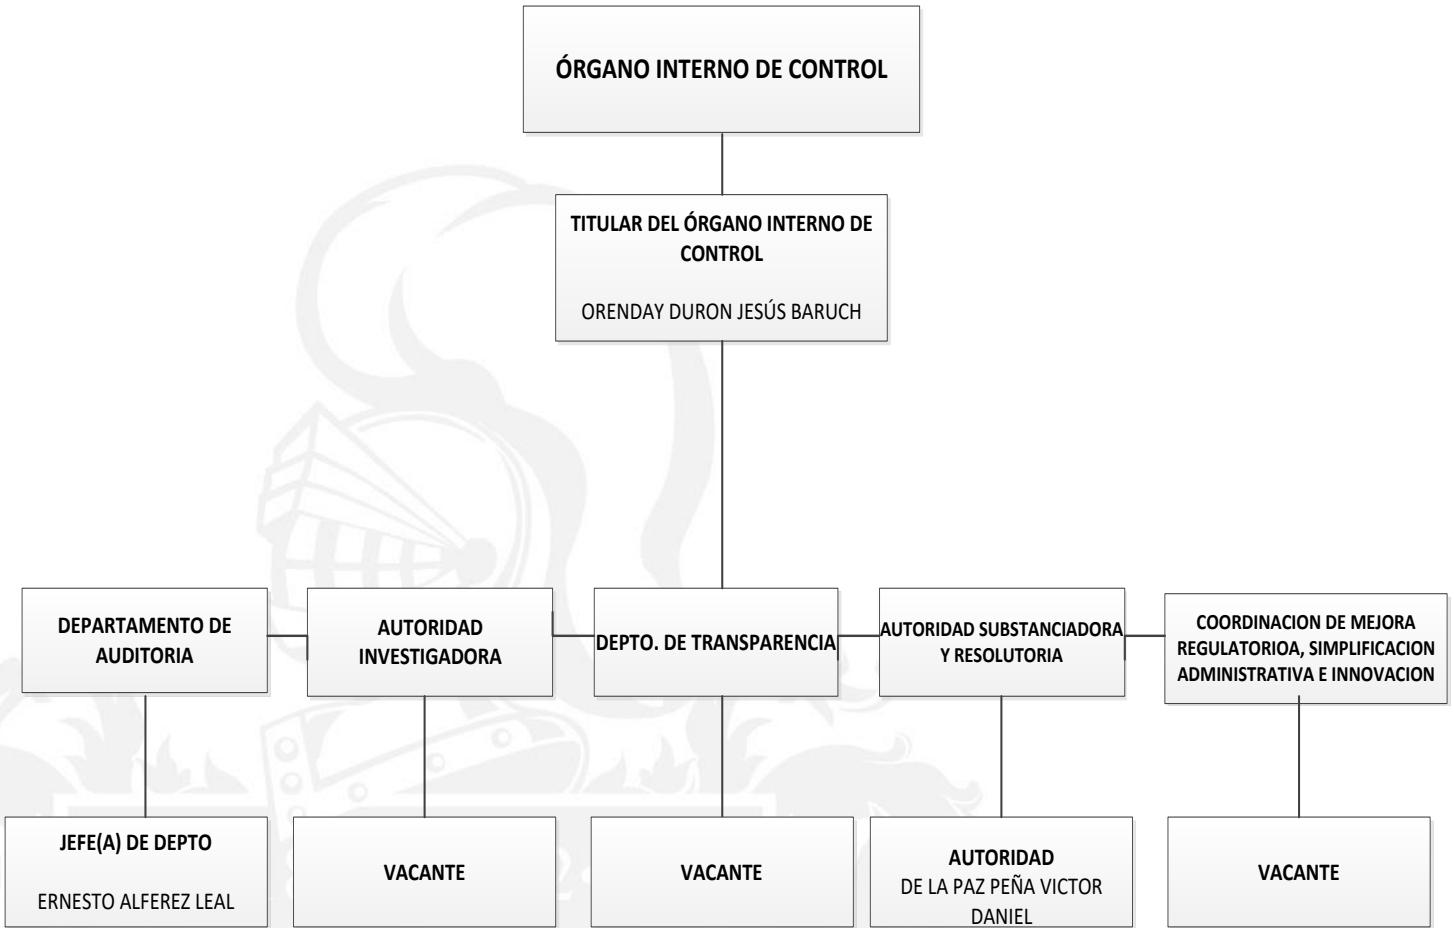 ÓRGANO INTERNO DE CONTROL
TITULAR DEL ÓRGANO INTERNO DE
CONTROL
ORENDAY DURON JESÚS BARUCH
DEPARTAMENTO DE
AUDITORIA
AUTORIDAD
INVESTIGADORA
DEPTO. DE TRANSPARENCIA
AUTORIDAD SUBSTANCIADORA
Y RESOLUTORIA
COORDINACION DE MEJORA
REGULATORIOA, SIMPLIFICACION
ADMINISTRATIVA E INNOVACION
JEFE(A) DE DEPTO
ERNESTO ALFEREZ LEAL
VACANTE
VACANTE
AUTORIDAD
DE LA PAZ PEÑA VICTOR
DANIEL
VACANTE